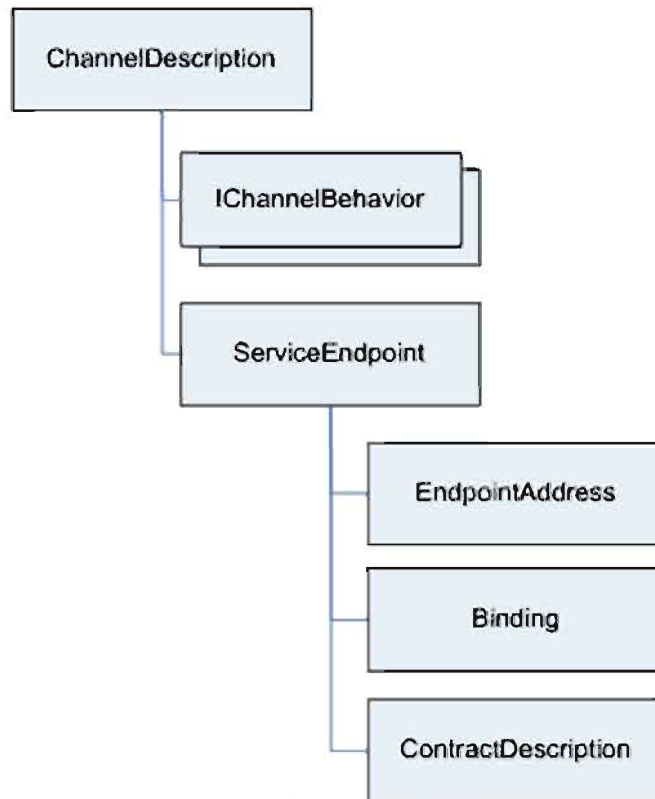 ChannelDescription
IChannelBehavior
ServiceEndpoint
EndpointAddress
Binding
ContractDescription